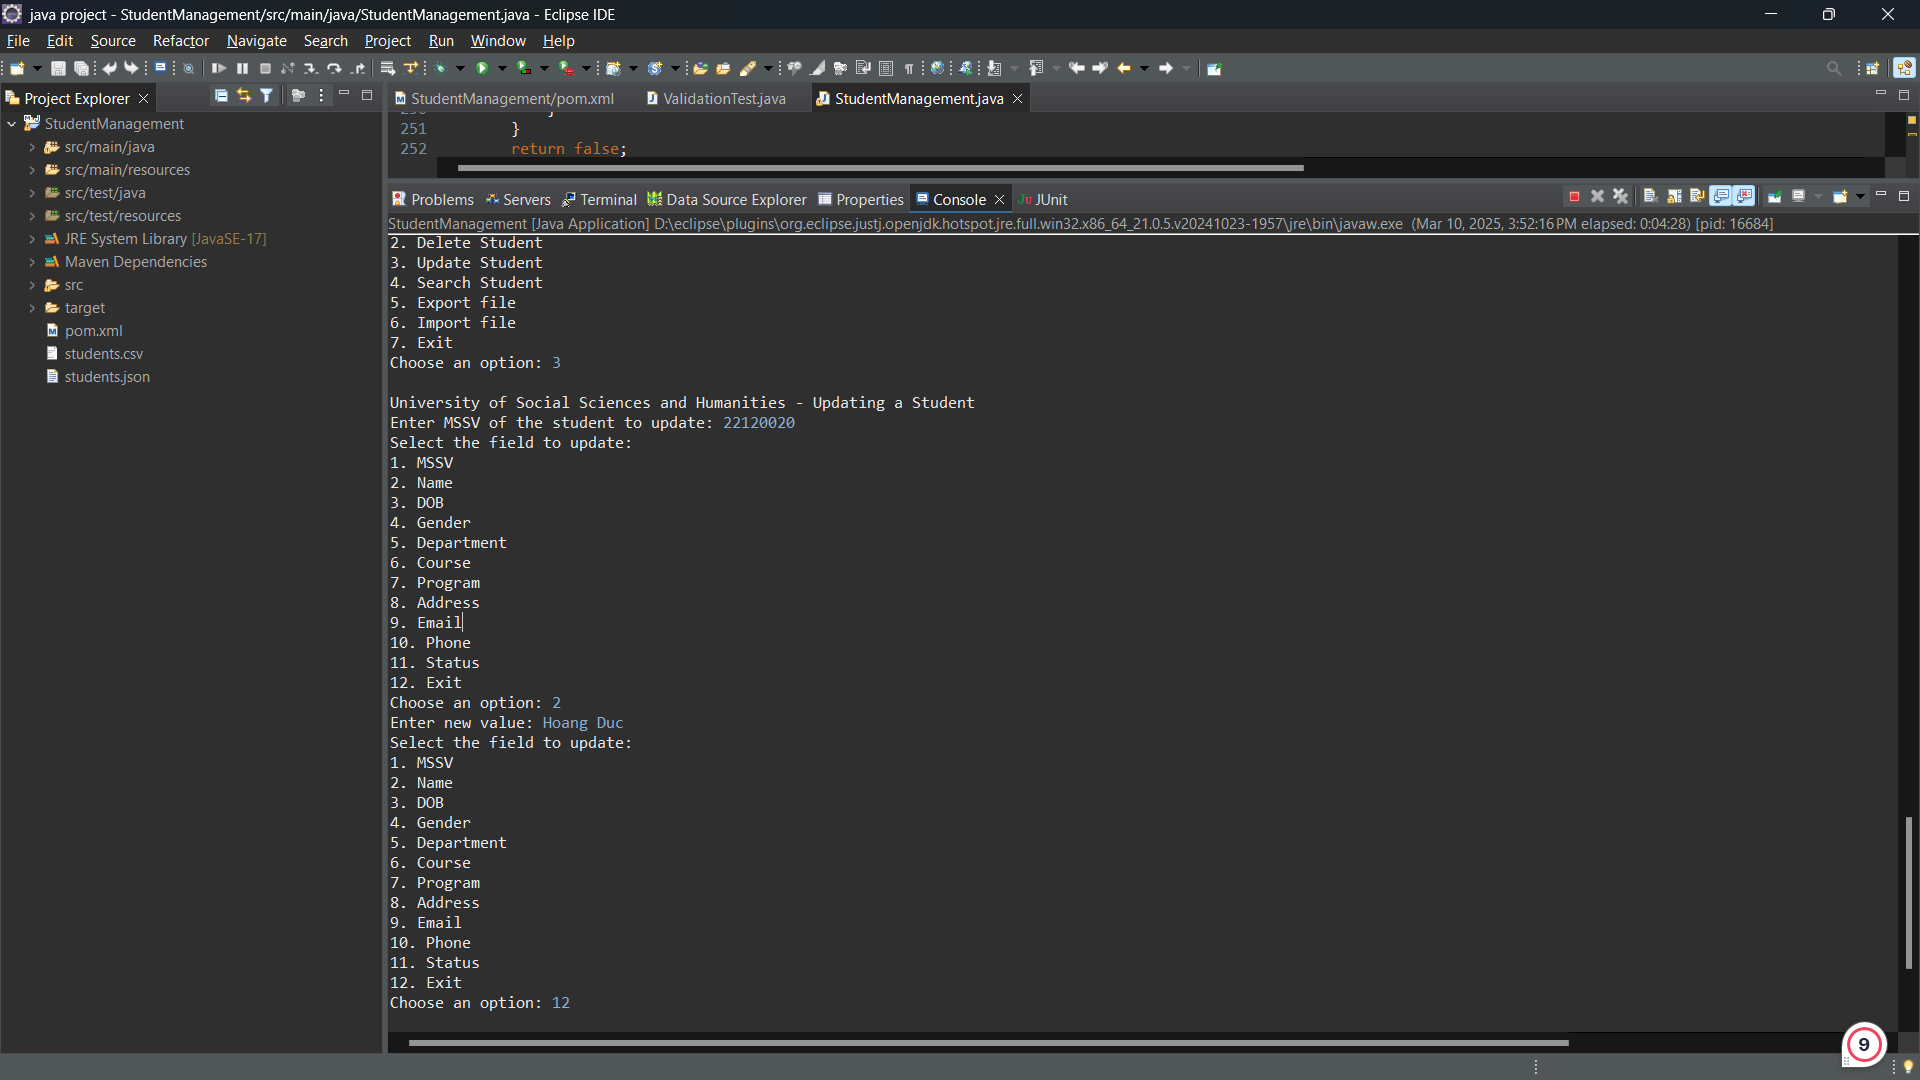 java project - StudentManagement/src/main/java/StudentManagement.java - Eclipse IDE
File Edit Source Refactor Navigate Search Project Run Window Help
Project Explorer
StudentManagement
src/main/java
src/main/resources
src/test/java
src/test/resources
JRE System Library [JavaSE-17]
Maven Dependencies
src
target
pom.xml
students.csv
students.json
StudentManagement/pom.xml ValidationTest.java StudentManagement.java
251 }
252 return false;
Problems Servers Terminal Data Source Explorer Properties Console JUnit
StudentManagement [Java Application] D:\eclipse\plugins\org.eclipse.justj.openjdk.hotspot.jre.full.win32.x86_64_21.0.5.v20241023-1957\jre\bin\javaw.exe (Mar 10, 2025, 3:52:16 PM elapsed: 0:04:28) [pid: 16684]
2. Delete Student
3. Update Student
4. Search Student
5. Export file
6. Import file
7. Exit
Choose an option: 3
University of Social Sciences and Humanities - Updating a Student
Enter MSSV of the student to update: 22120020
Select the field to update:
1. MSSV
2. Name
3. DOB
4. Gender
5. Department
6. Course
7. Program
8. Address
9. Email
10. Phone
11. Status
12. Exit
Choose an option: 2
Enter new value: Hoang Duc
Select the field to update:
1. MSSV
2. Name
3. DOB
4. Gender
5. Department
6. Course
7. Program
8. Address
9. Email
10. Phone
11. Status
12. Exit
Choose an option: 12
9